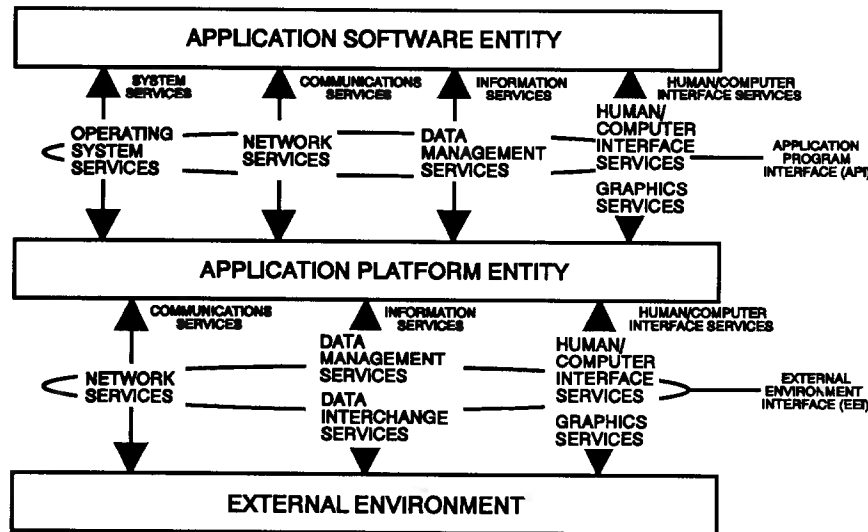 APPLICATION SOFTWARE ENTITY
SYSTEM
SERVICES
COMMUNICATIONS
SERVICES
INFORMATION
SERVICES
HUMAN/COMPUTER
INTERFACE SERVICES
OPERATING
SYSTEM
SERVICES
NETWORK
SERVICES
DATA
MANAGEMENT
SERVICES
HUMAN/
COMPUTER
INTERFACE
SERVICES
GRAPHICS
SERVICES
APPLICATION
PROGRAM
INTERFACE (API)
APPLICATION PLATFORM ENTITY
COMMUNICATIONS
SERVICES
INFORMATION
SERVICES
HUMAN/COMPUTER
INTERFACE SERVICES
NETWORK
SERVICES
DATA
MANAGEMENT
SERVICES
DATA
INTERCHANGE
SERVICES
HUMAN/
COMPUTER
INTERFACE
SERVICES
GRAPHICS
SERVICES
EXTERNAL
ENVIRONMENT
INTERFACE (EEI)
EXTERNAL ENVIRONMENT